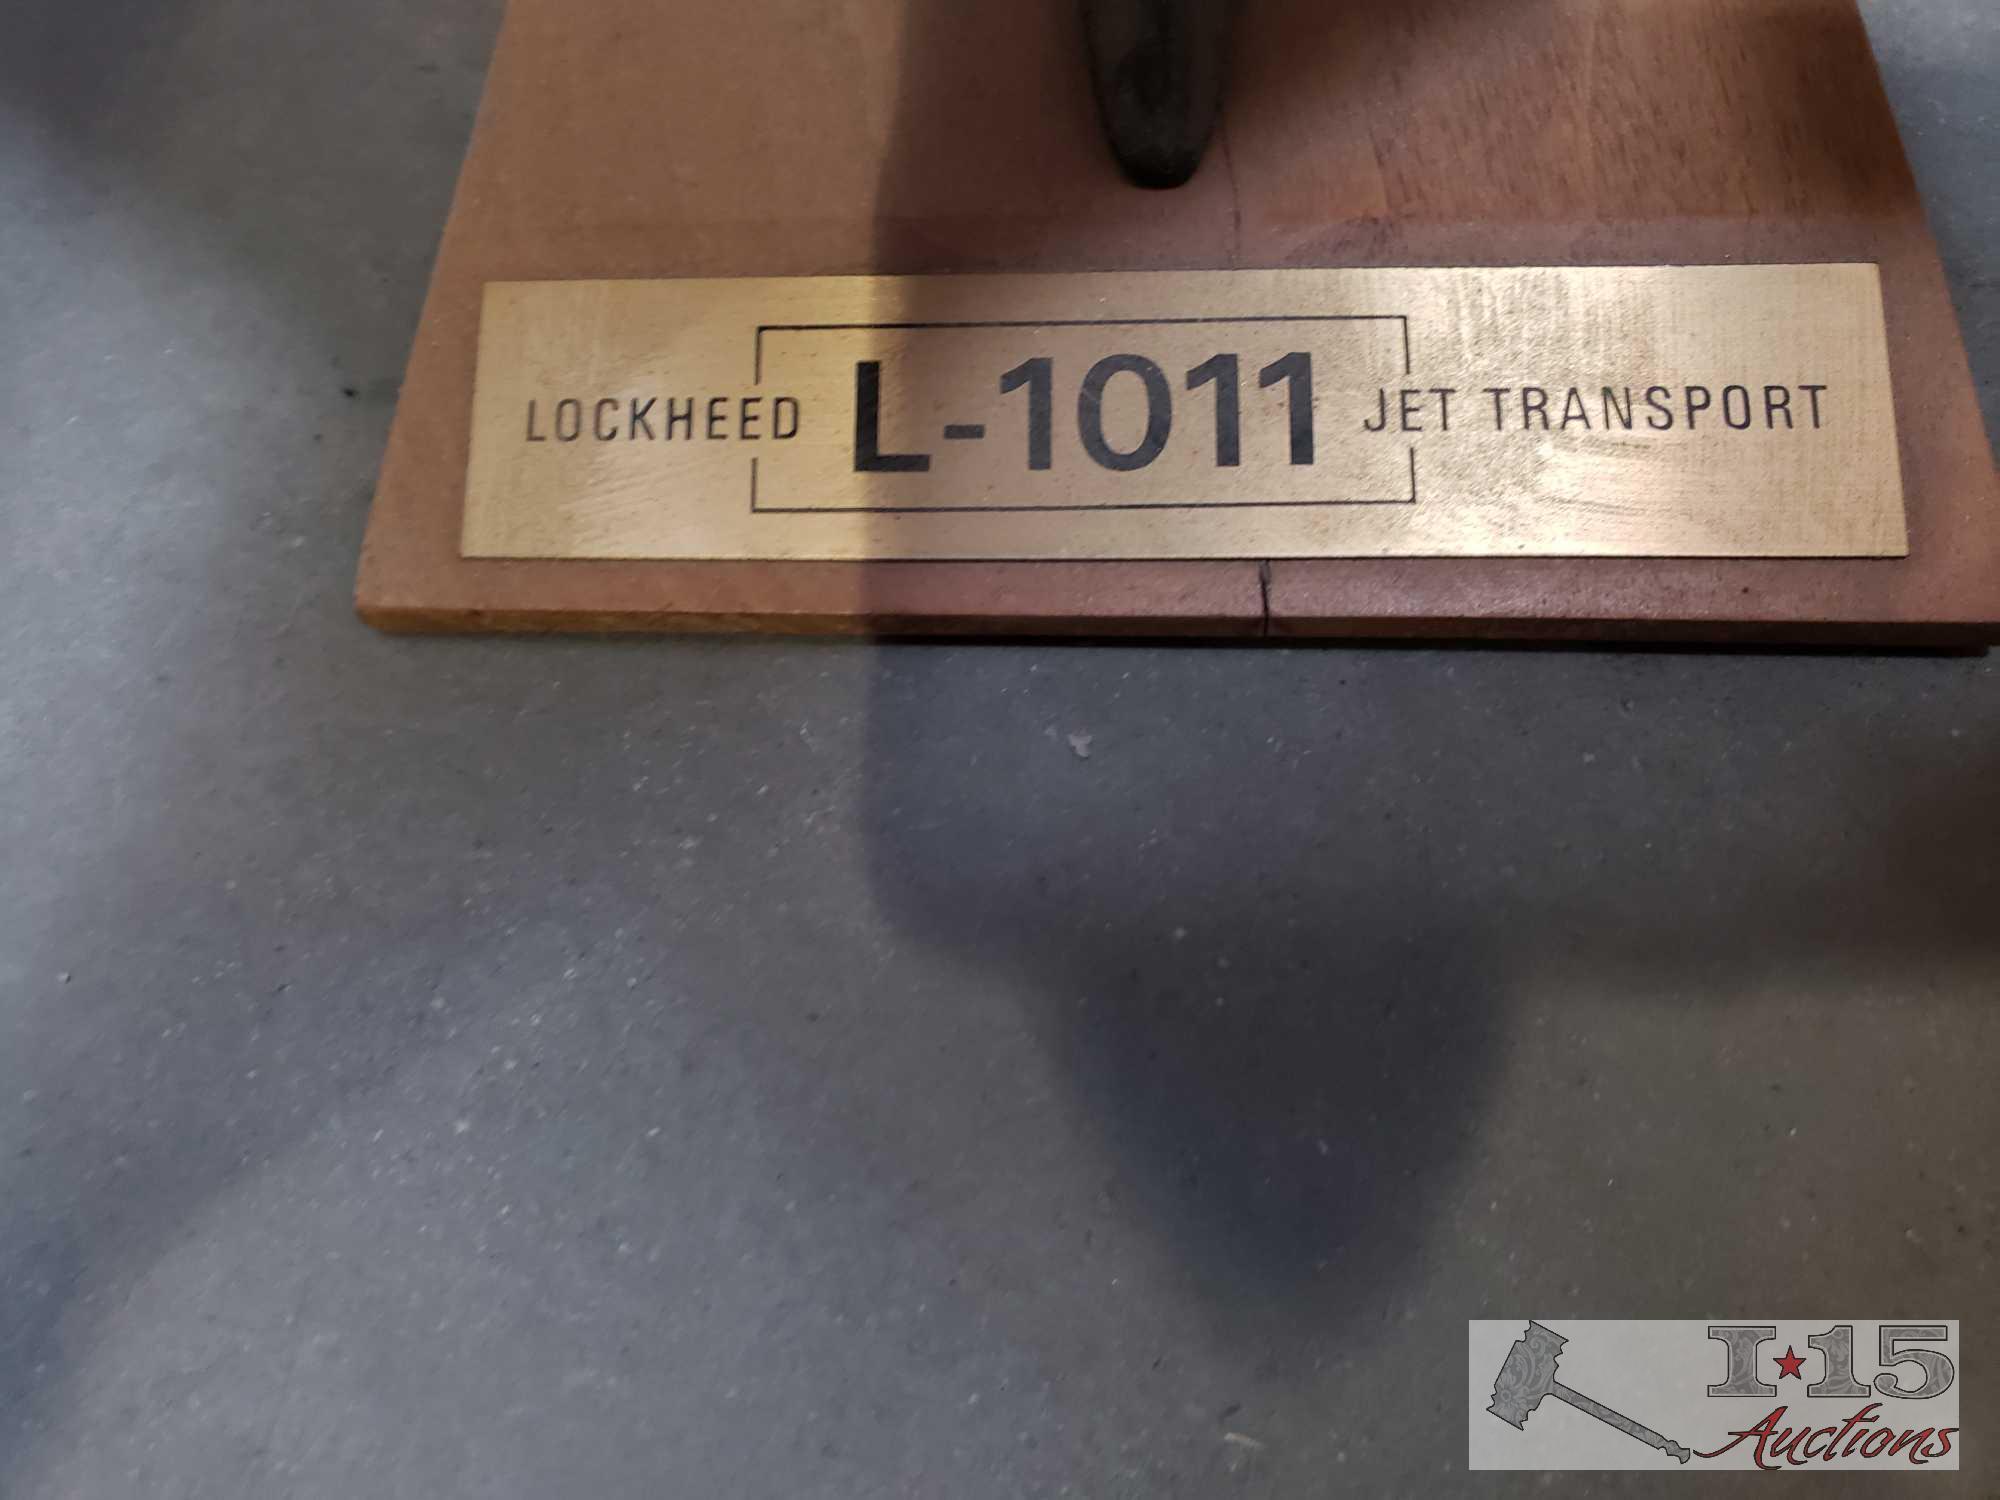 LOCKHEED L-1011 JET TRANSPORT
I★15
Auctions